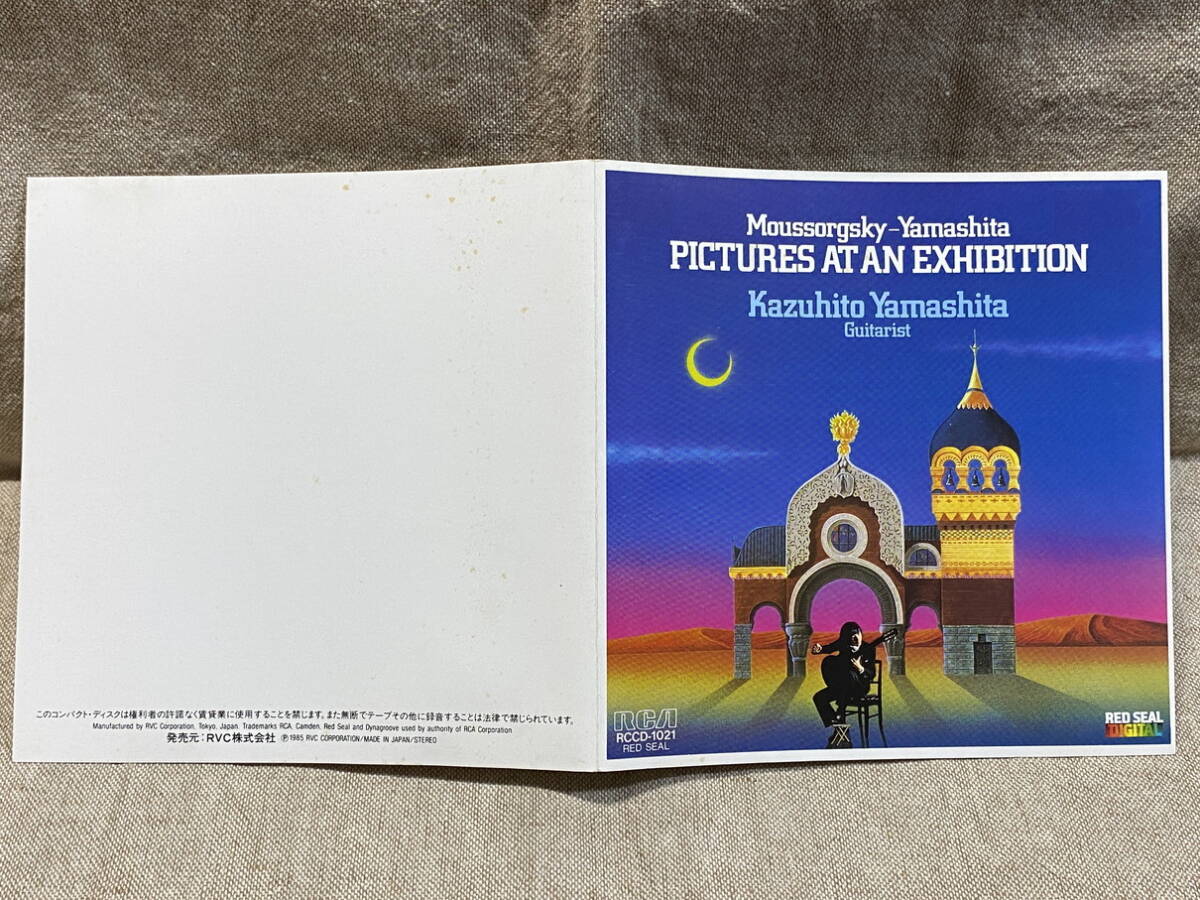 このコンパクト・ディスクは権利者の許諾なく賃貸業に使用することを禁じます。また無断でテープその他に録音することは法律で禁じられています。
Manufactured by RVC Corporation, Tokyo, Japan. Trademarks RCA, Camden, Red Seal and Dynagroove used by authority of RCA Corporation
発売元:RVC株式会社 Ⓟ1985 RVC CORPORATION/MADE IN JAPAN/STEREO
Moussorgsky–Yamashita
PICTURES AT AN EXHIBITION
Kazuhito Yamashita
Guitarist
RCA
RCCD-1021
RED SEAL
RED SEAL
DIGITAL